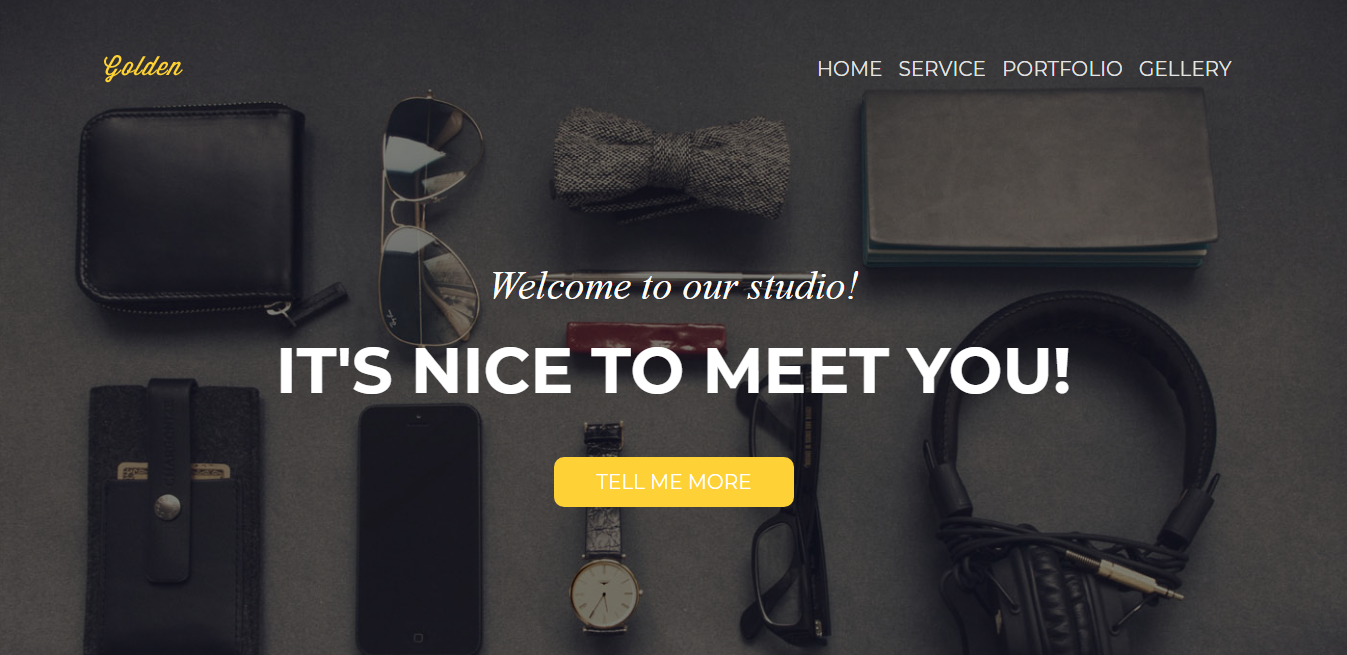 Golden
HOME SERVICE PORTFOLIO GELLERY
Welcome to our studio!
IT'S NICE TO MEET YOU!
TELL ME MORE